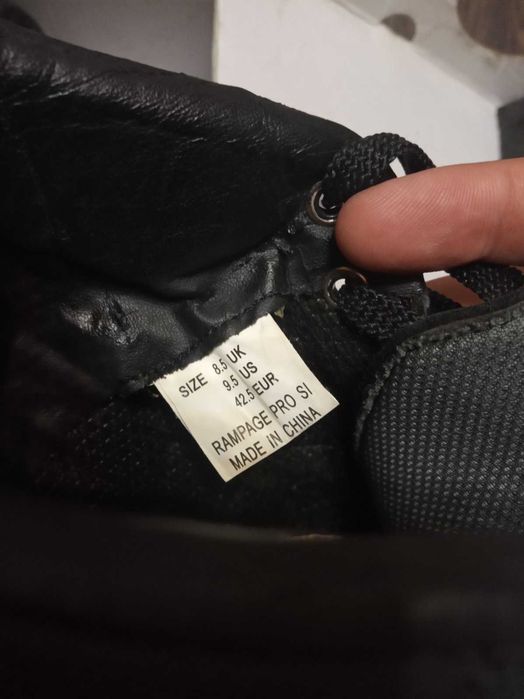 SIZE 8.5 UK
9.5 US
42.5 EUR
RAMPAGE PRO SI
MADE IN CHINA